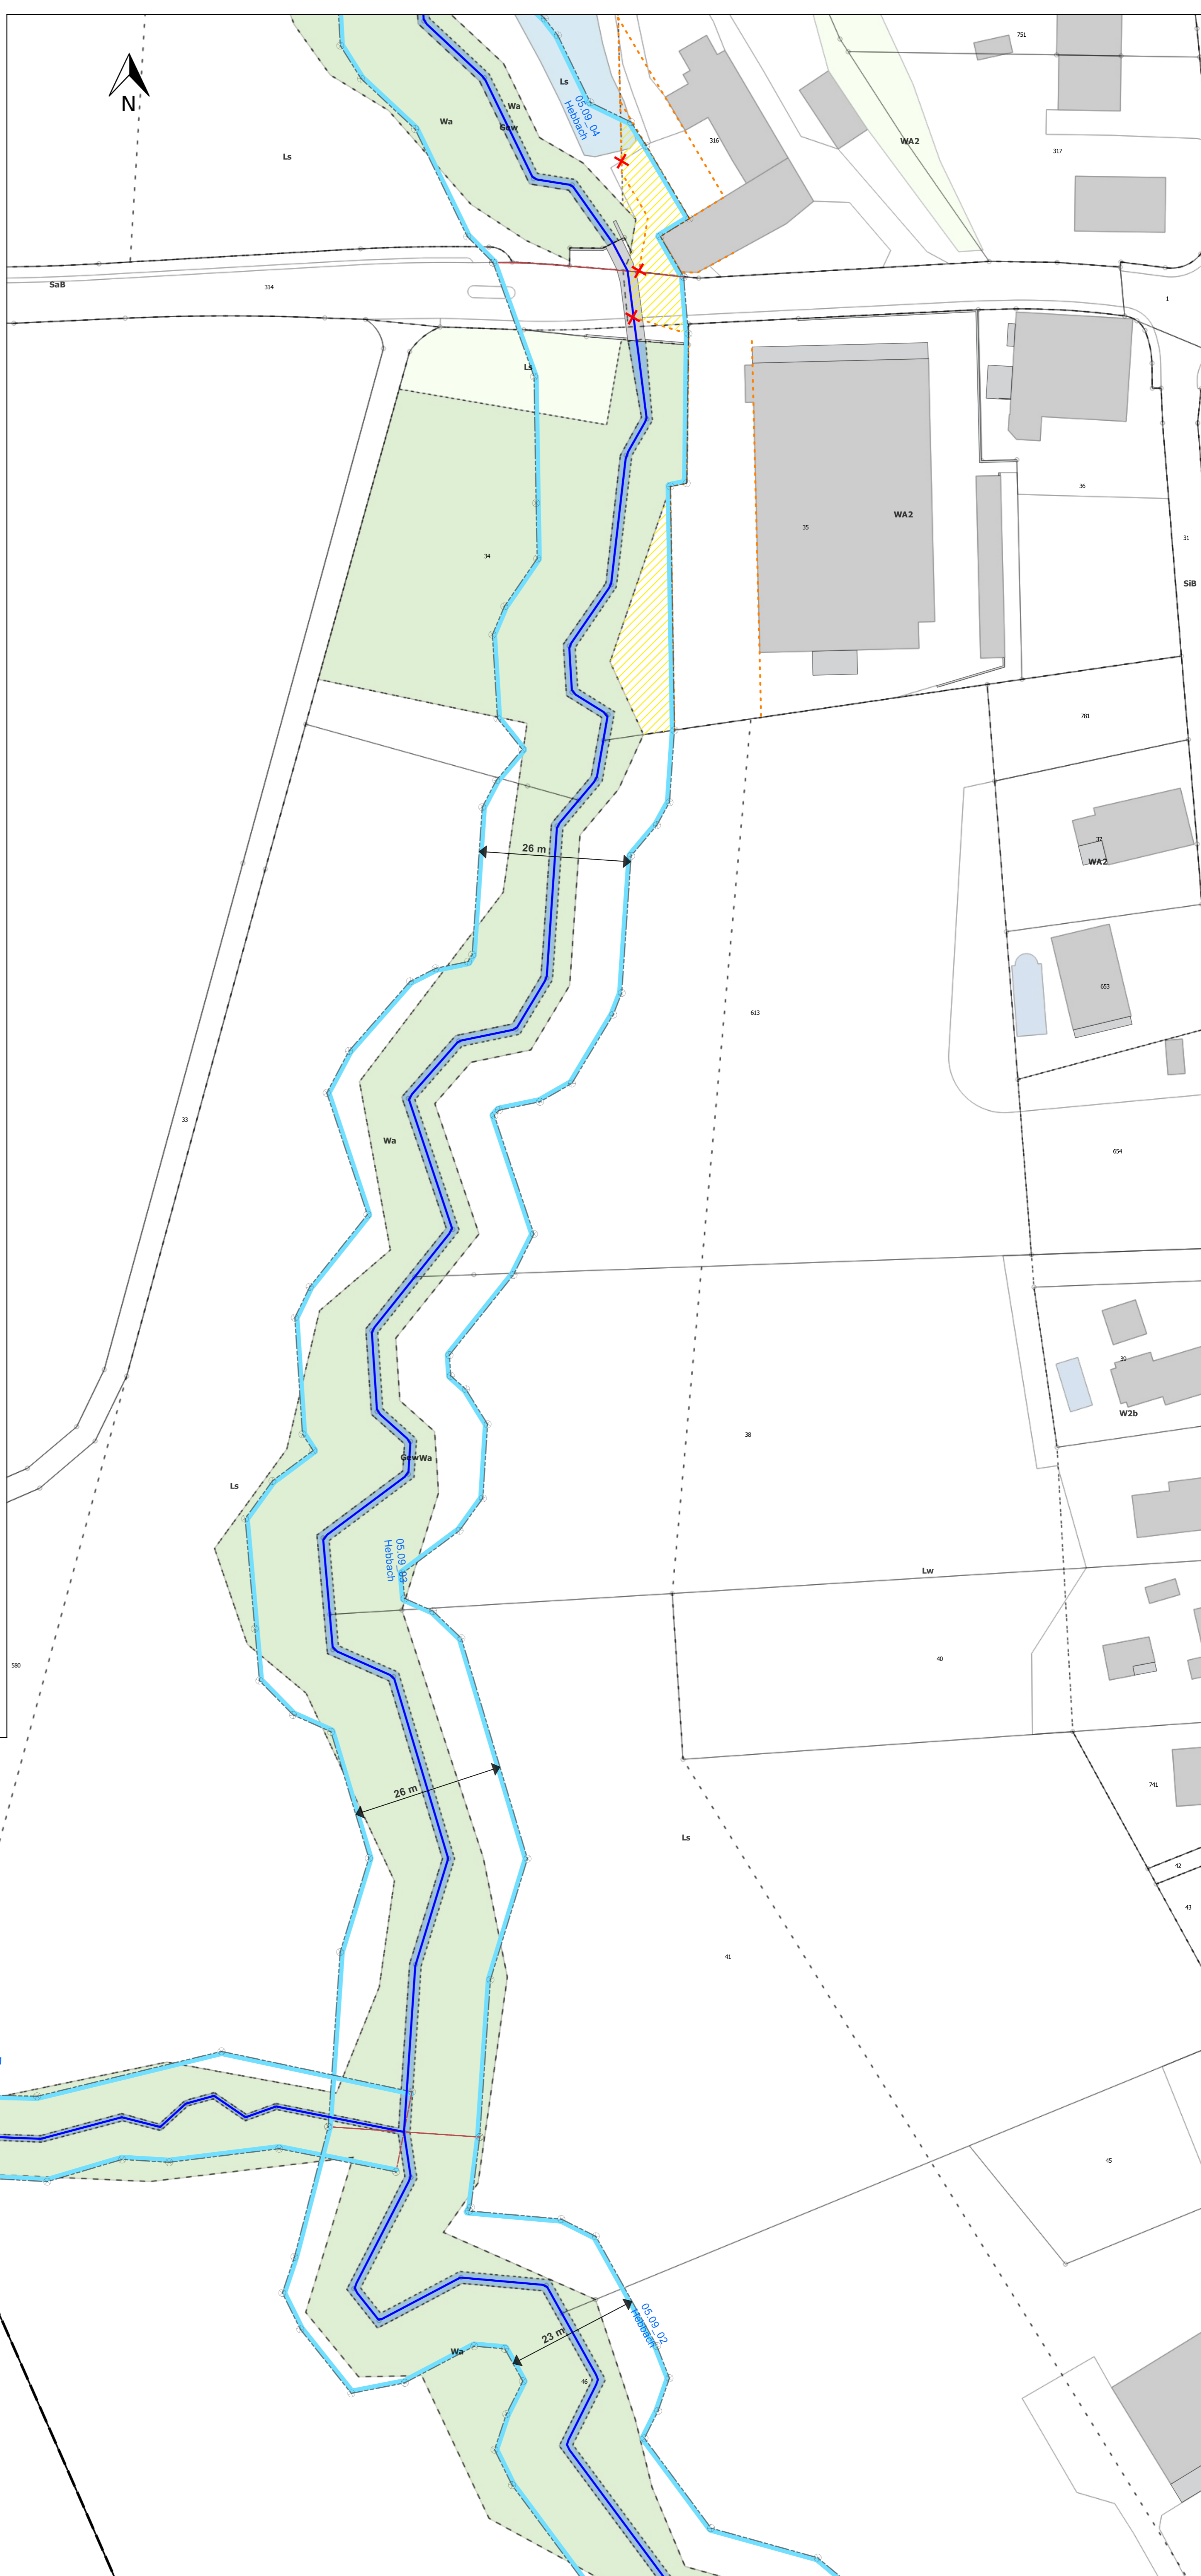 751
Ls
05.09_04
Hebbach
Wa
Gew
Wa
316
WA2
317
Ls
N
SaB
314
1
Ls
36
WA2
35
31
34
SiB
781
37
WA2
26 m
653
613
33
Wa
654
39
W2b
38
GewWa
Ls
05.09_03
Hebbach
Lw
580
40
741
26 m
Ls
42
43
41
45
05.09_02
Hebbach
23 m
Wa
46